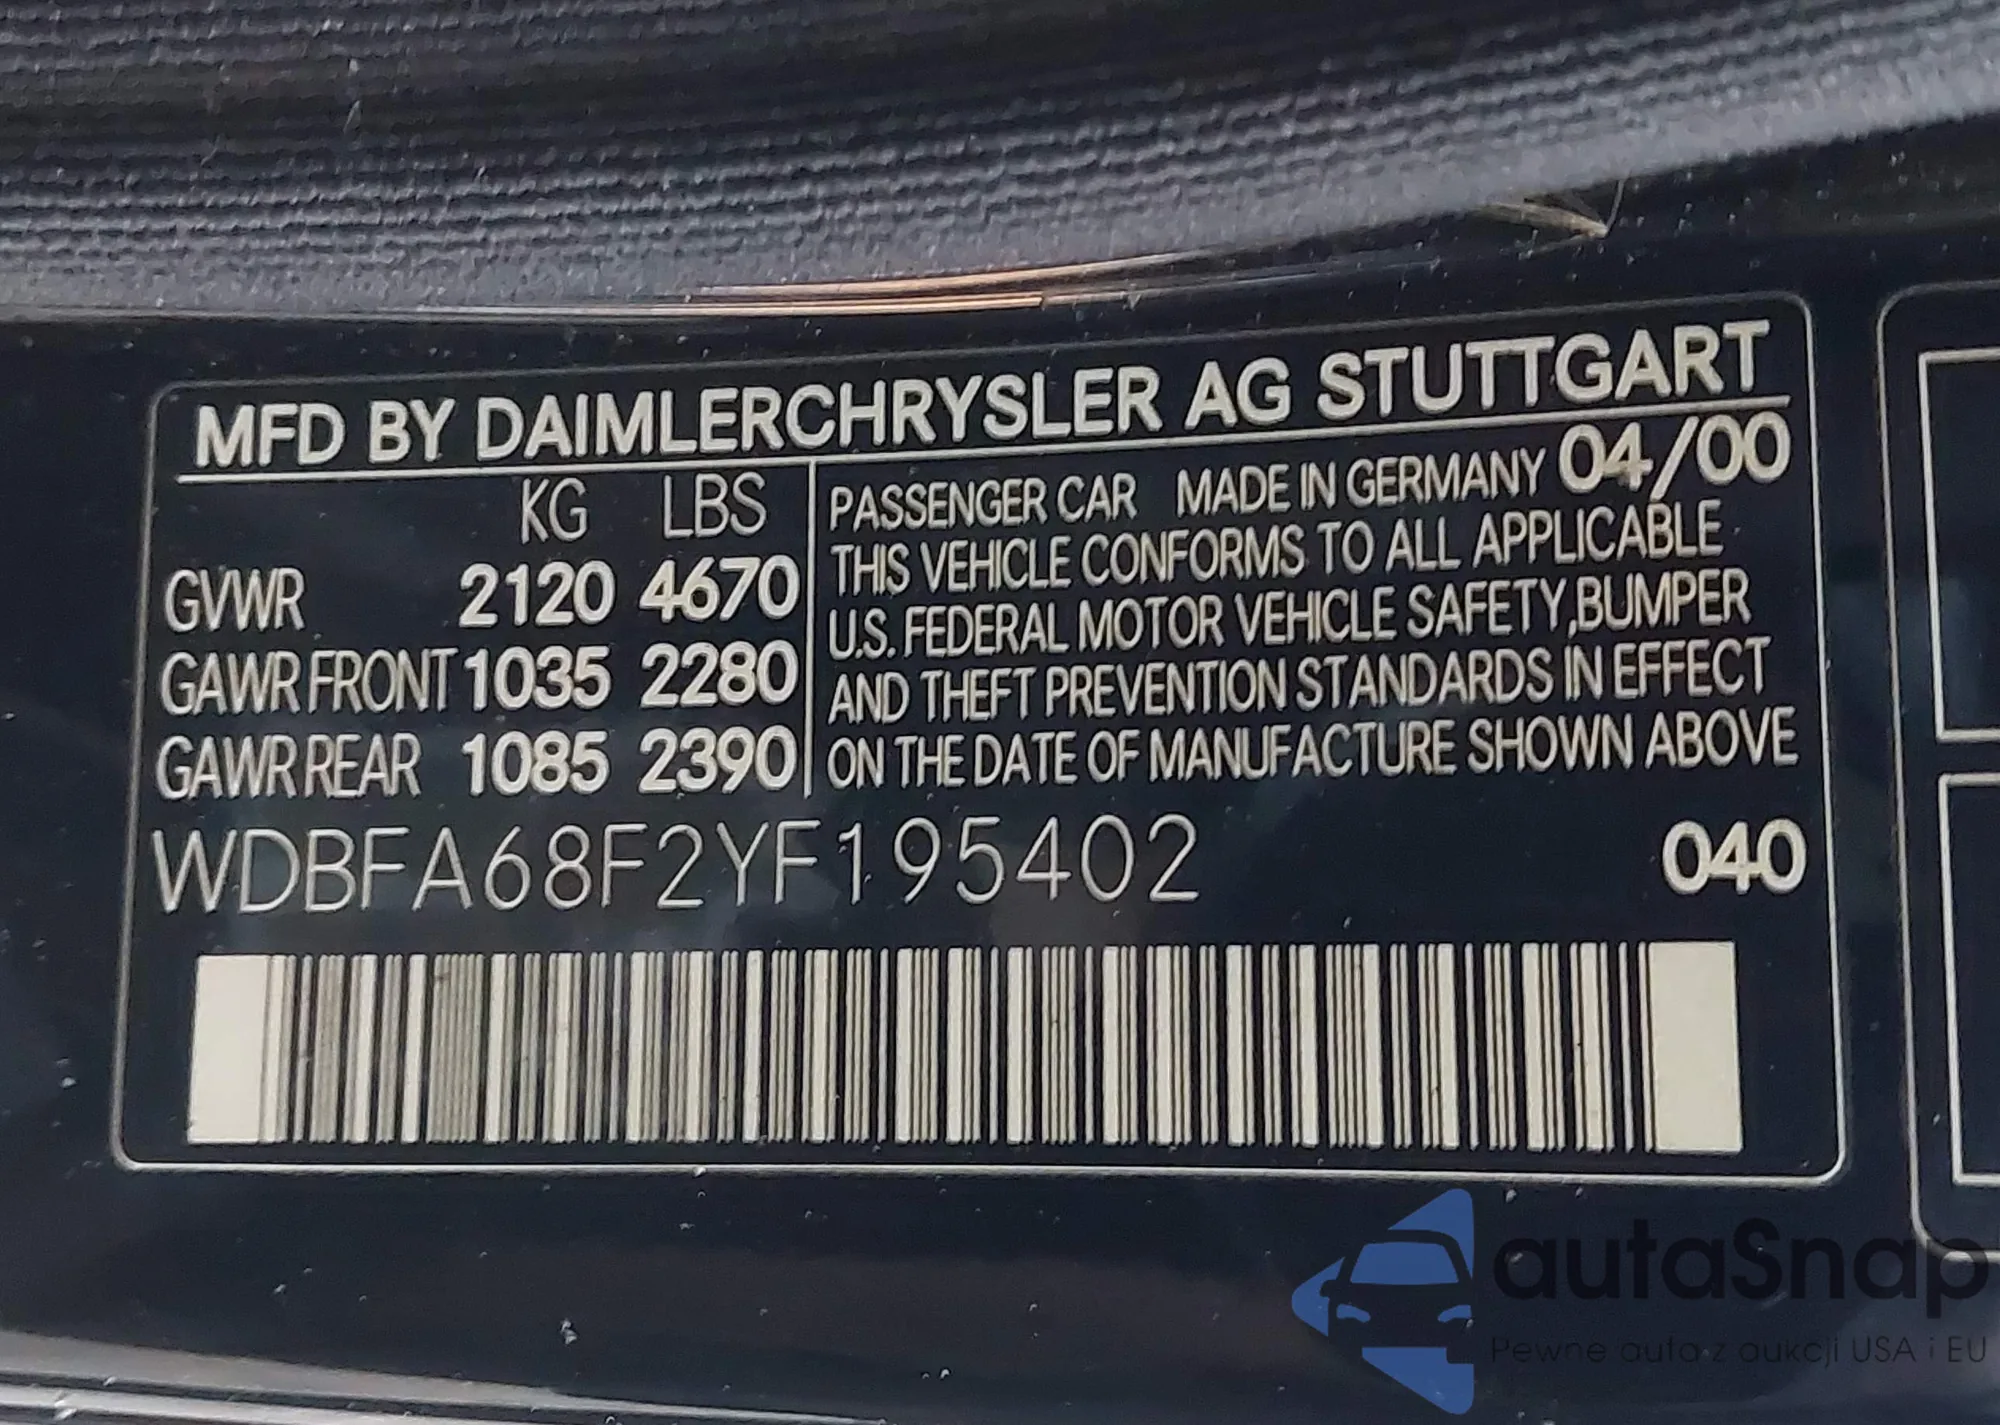 MFD BY DAIMLERCHRYSLER AG STUTTGART
KG LBS
GVWR 2120 4670
GAWR FRONT 1035 2280
GAWR REAR 1085 2390
PASSENGER CAR MADE IN GERMANY 04/00
THIS VEHICLE CONFORMS TO ALL APPLICABLE
U.S. FEDERAL MOTOR VEHICLE SAFETY, BUMPER
AND THEFT PREVENTION STANDARDS IN EFFECT
ON THE DATE OF MANUFACTURE SHOWN ABOVE
WDBFA68F2YF195402 040
autaSnap
Pewne auta z aukcji USA i EU